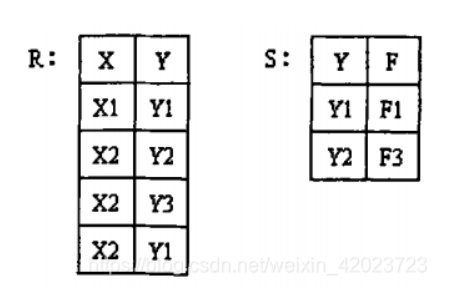 R: X Y S: Y F
X1 Y1 Y1 F1
X2 Y2 Y2 F3
X2 Y3
X2 Y1
https://blog.csdn.net/weixin_42023723